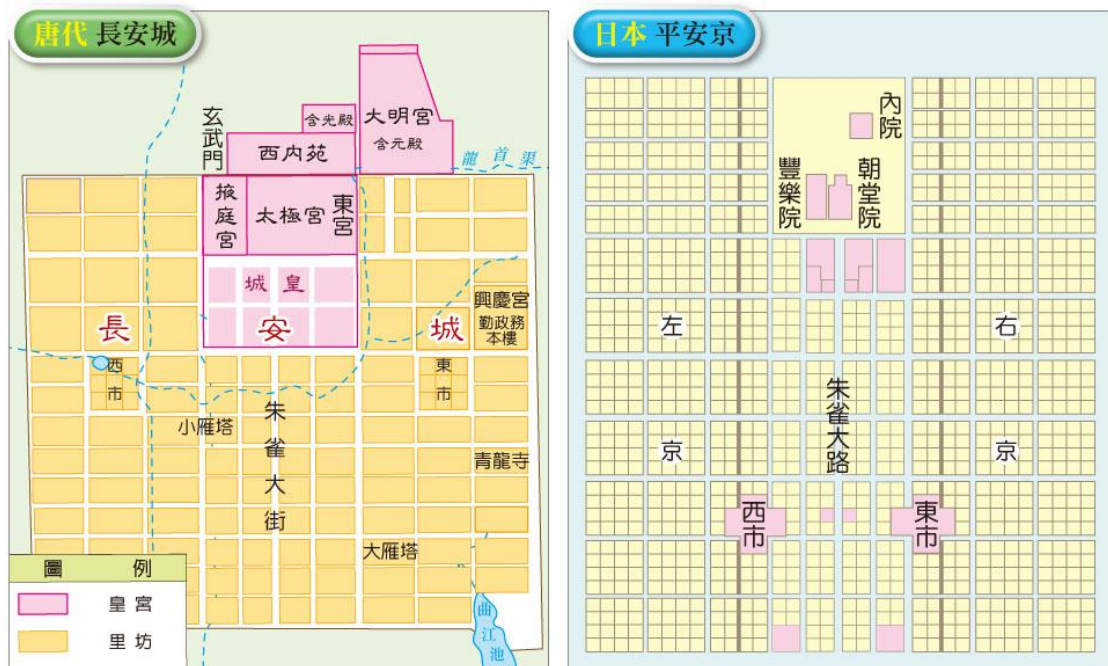 唐代 長安城
玄武門
含光殿
大明宮
含元殿
西內苑
龍首渠
掖庭宮
太極宮
東宮
皇城
興慶宮
勤政務
本樓
長安城
西市
東市
小雁塔
朱雀大街
青龍寺
大雁塔
曲江池
圖例
皇宮
里坊
日本 平安京
內院
豐樂院
朝堂院
左京
右京
朱雀大路
西市
東市